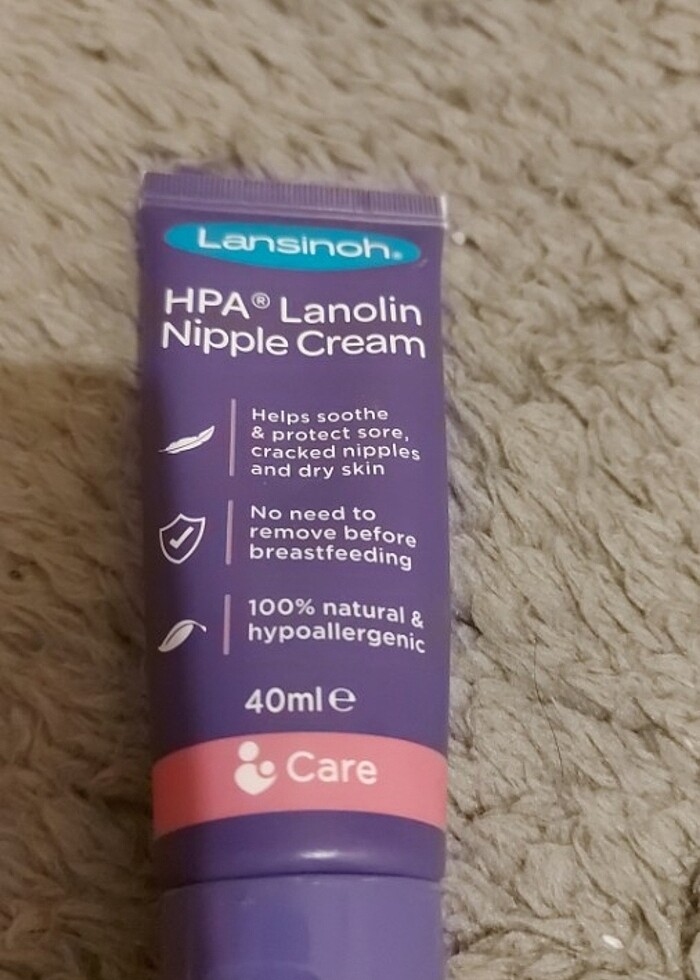 Lansinoh®
HPA® Lanolin
Nipple Cream
Helps soothe
& protect sore,
cracked nipples
and dry skin
No need to
remove before
breastfeeding
100% natural &
hypoallergenic
40ml e
Care